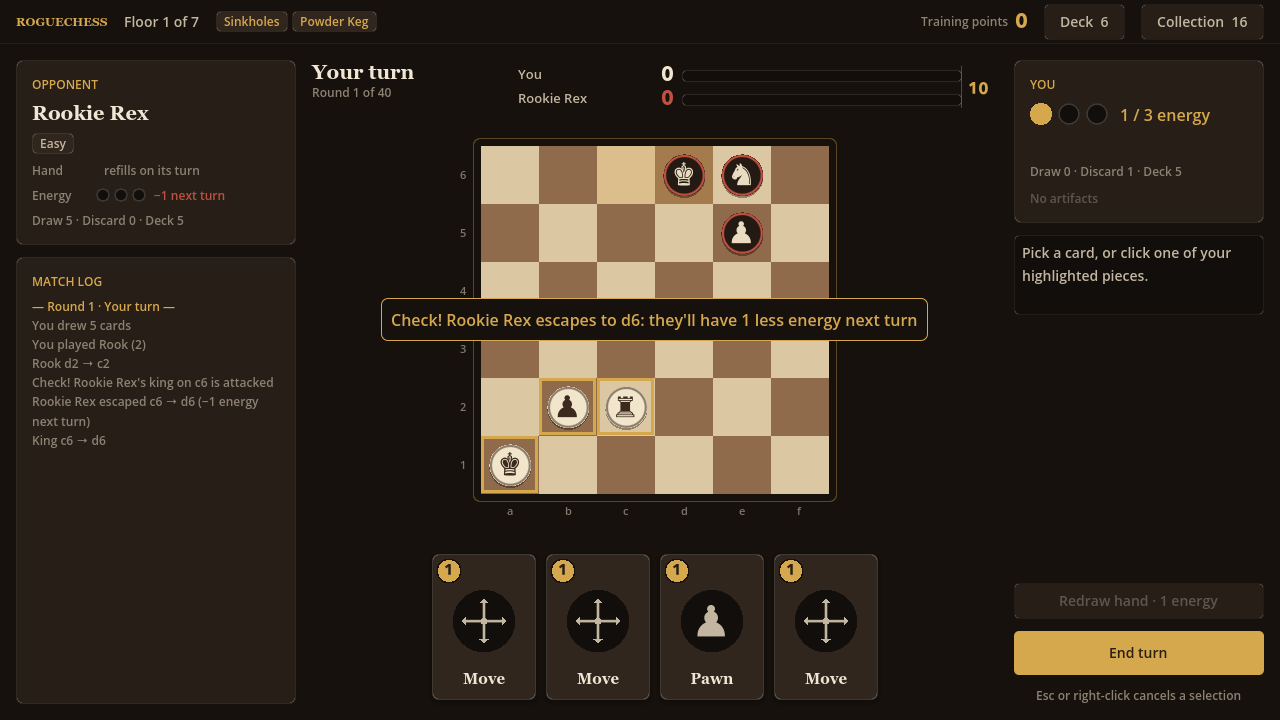 ROGUECHESS Floor 1 of 7 Sinkholes Powder Keg Training points 0 Deck 6 Collection 16
OPPONENT
Rookie Rex
Easy
Hand refills on its turn
Energy −1 next turn
Draw 5 · Discard 0 · Deck 5
MATCH LOG
— Round 1 · Your turn —
You drew 5 cards
You played Rook (2)
Rook d2 → c2
Check! Rookie Rex's king on c6 is attacked
Rookie Rex escaped c6 → d6 (−1 energy
next turn)
King c6 → d6
Your turn
Round 1 of 40
You 0
Rookie Rex 0
10
6
5
4
3
2
1
a b c d e f
Check! Rookie Rex escapes to d6: they'll have 1 less energy next turn
1 Move
1 Move
1 Pawn
1 Move
YOU
1 / 3 energy
Draw 0 · Discard 1 · Deck 5
No artifacts
Pick a card, or click one of your
highlighted pieces.
Redraw hand · 1 energy
End turn
Esc or right-click cancels a selection